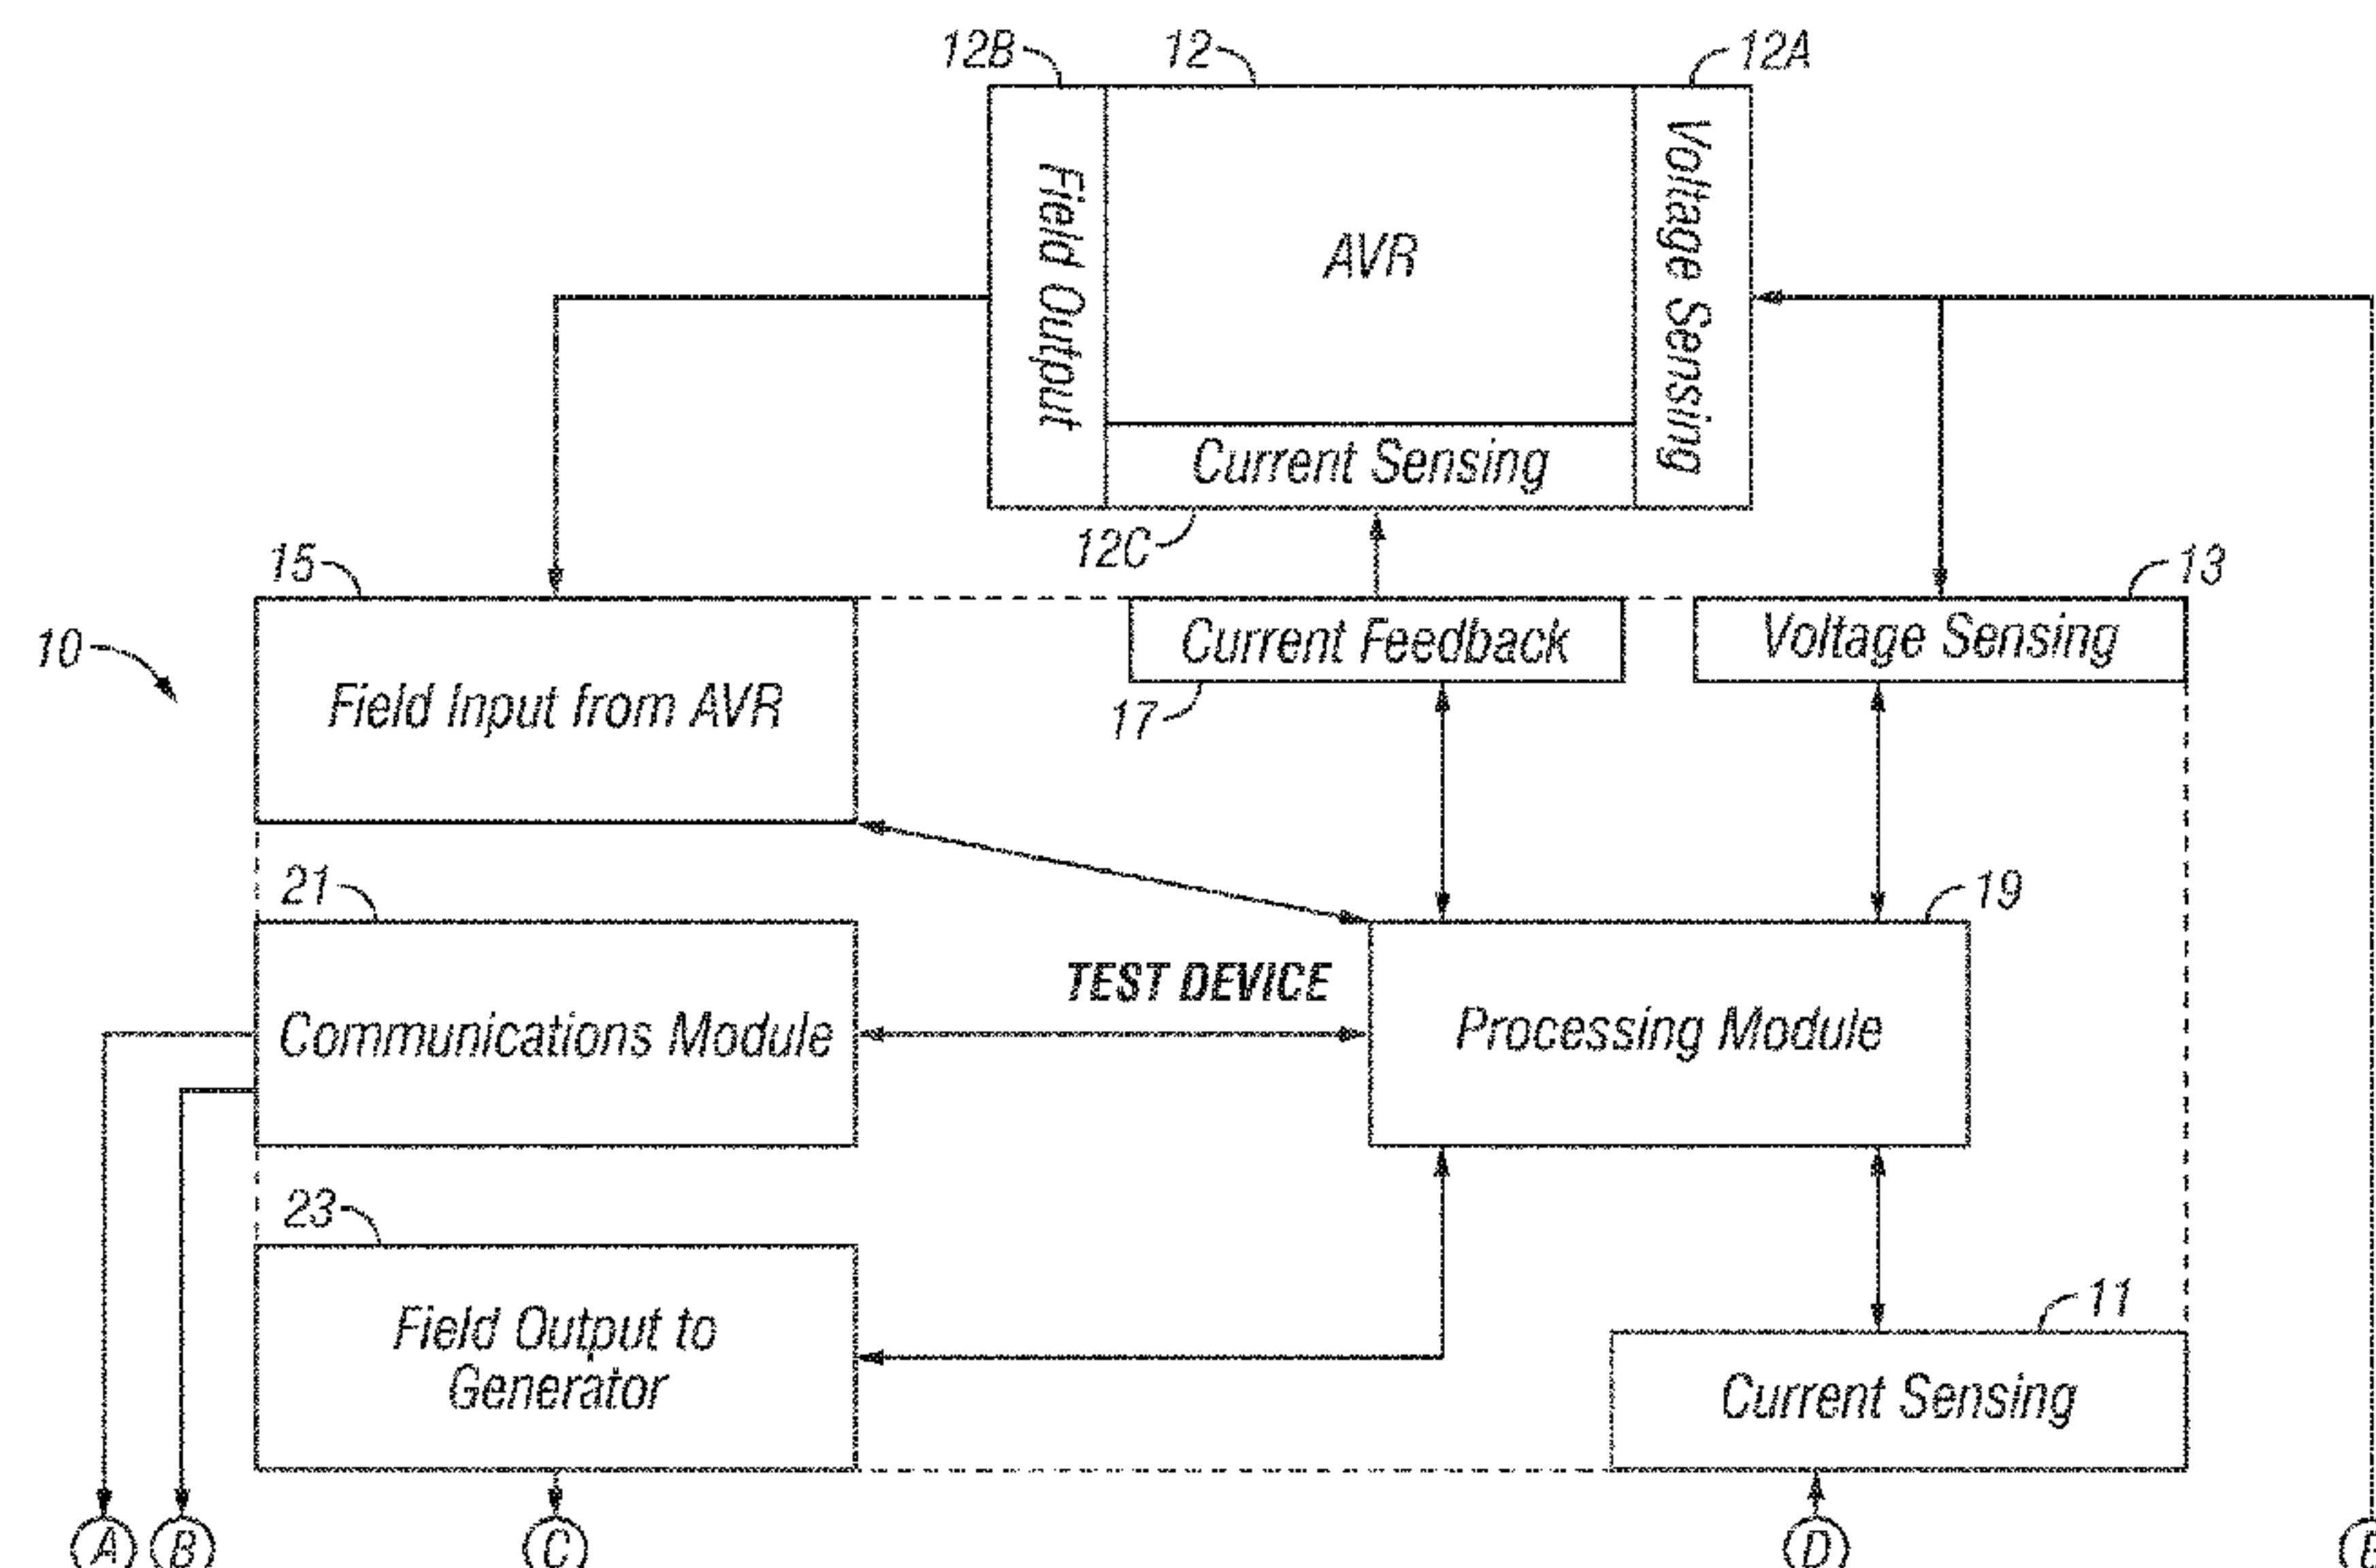 12B
12
12A
Field Output
AVR
Voltage Sensing
Current Sensing
12C
15
13
10
Field Input from AVR
Current Feedback
Voltage Sensing
17
21
19
TEST DEVICE
Communications Module
Processing Module
23
11
Field Output to
Generator
Current Sensing
A
B
C
D